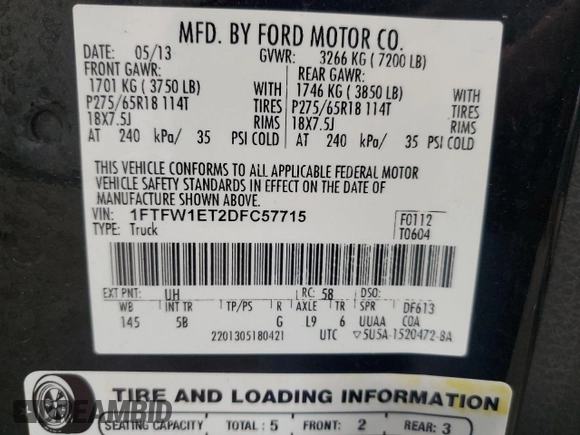 MFD. BY FORD MOTOR CO.
DATE: 05/13 GVWR: 3266 KG ( 7200 LB)
FRONT GAWR: REAR GAWR:
1701 KG ( 3750 LB) WITH 1746 KG ( 3850 LB) WITH
P275/65R18 114T TIRES P275/65R18 114T TIRES
18X7.5J RIMS 18X7.5J RIMS
AT 240 kPa/ 35 PSI COLD AT 240 kPa/ 35 PSI COLD
THIS VEHICLE CONFORMS TO ALL APPLICABLE FEDERAL MOTOR
VEHICLE SAFETY STANDARDS IN EFFECT ON THE DATE OF
MANUFACTURE SHOWN ABOVE.
VIN: 1FTFW1ET2DFC57715 F0112
TYPE: Truck T0604
EXT PNT: UH RC: 58 DSO:
WB INT TR TP/PS R AXLE TR SPR DF613
145 5B G L9 6 UUAA COA
2201305180421 UTC 5U5A-1520472-BA
TIRE AND LOADING INFORMATION
SEATING CAPACITY TOTAL: 5 FRONT: 2 REAR: 3